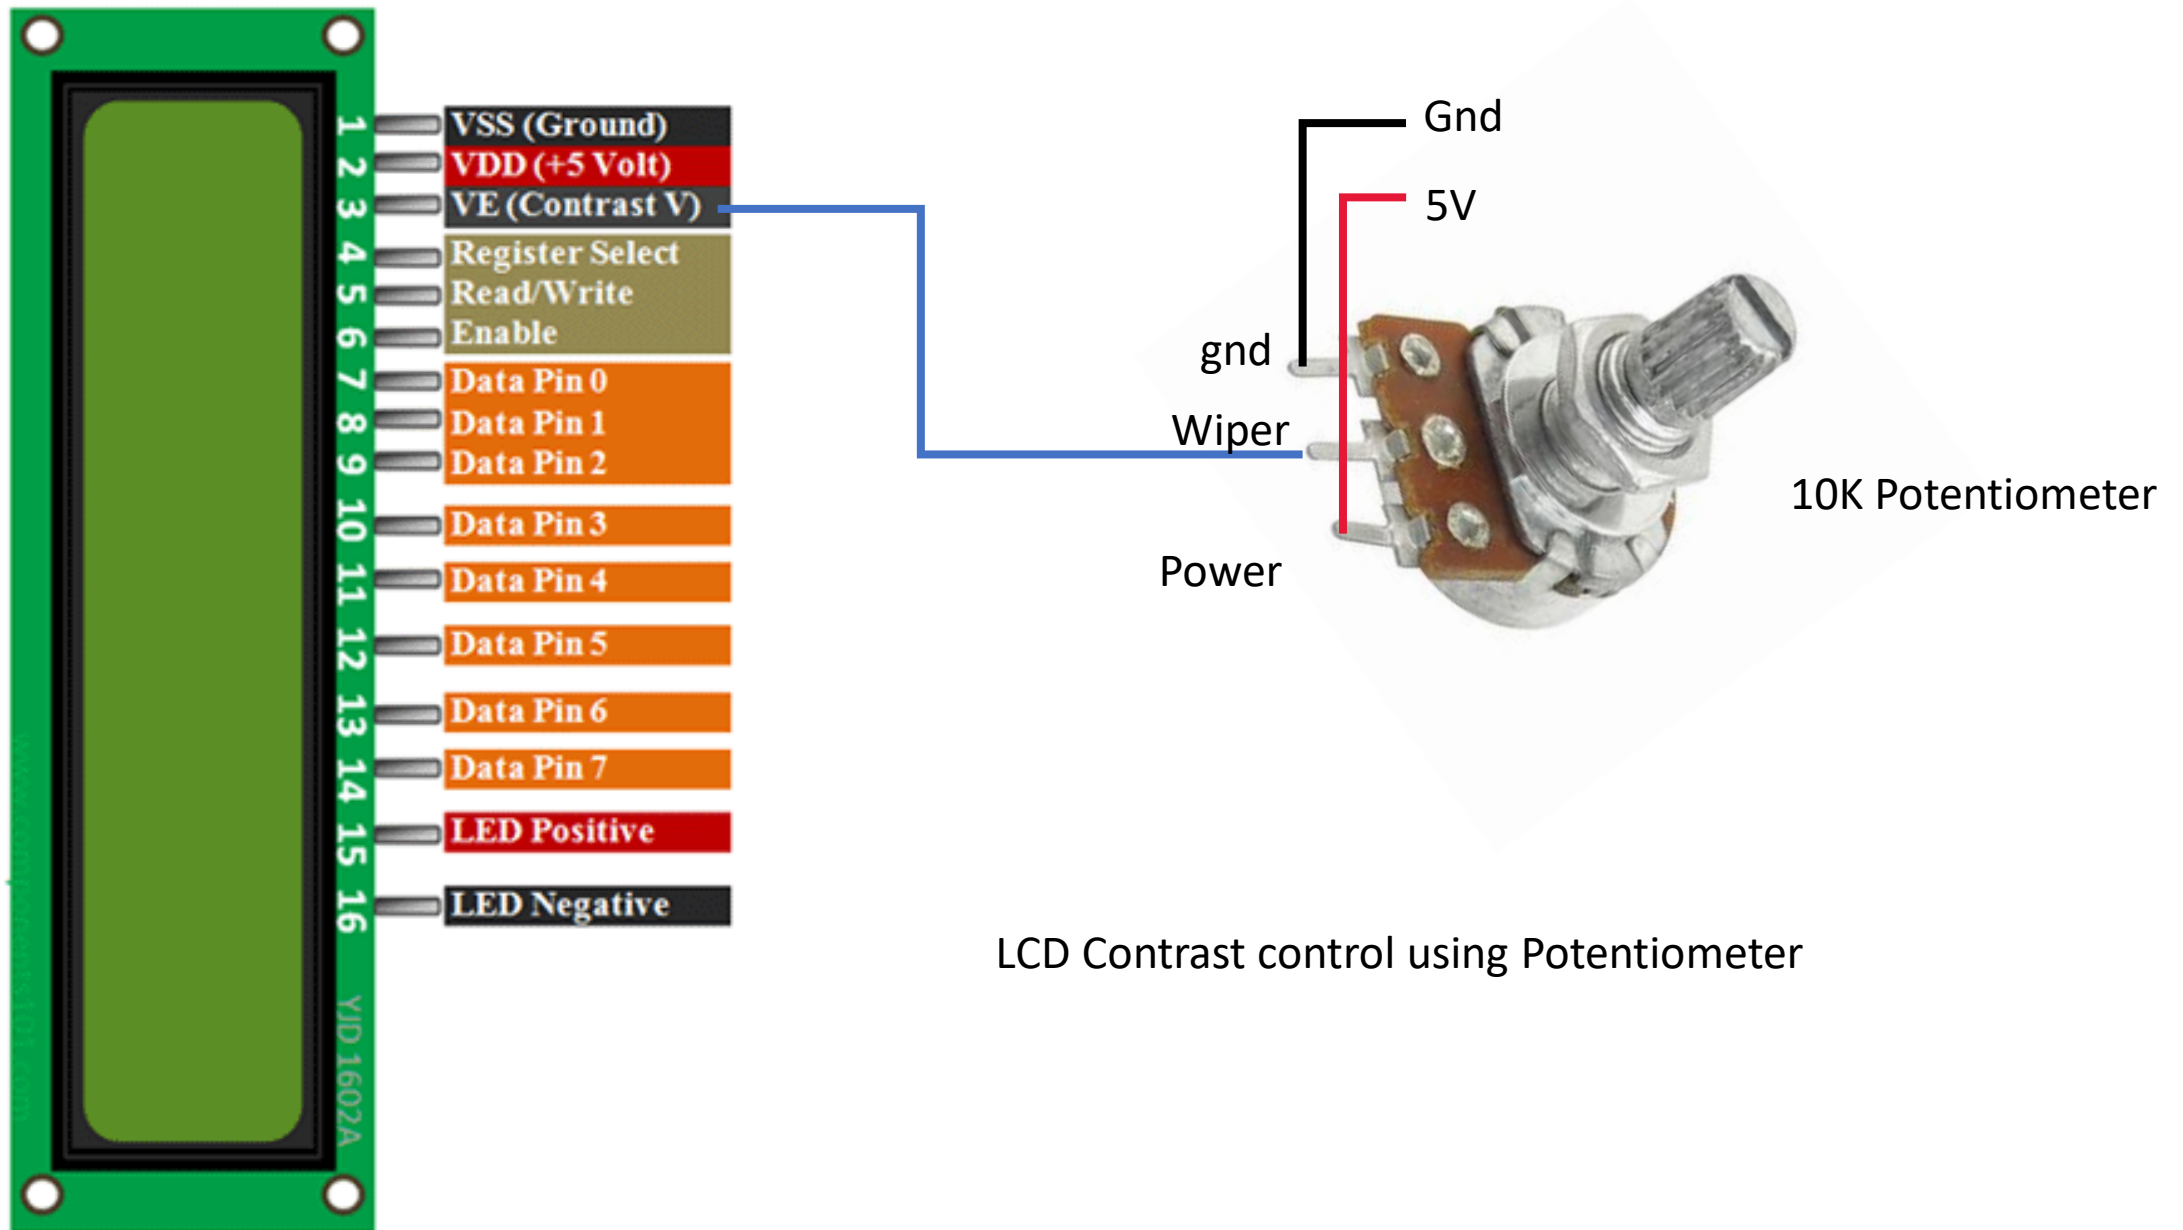 1 VSS (Ground)
2 VDD (+5 Volt)
3 VE (Contrast V)
4 Register Select
5 Read/Write
6 Enable
7 Data Pin 0
8 Data Pin 1
9 Data Pin 2
10 Data Pin 3
11 Data Pin 4
12 Data Pin 5
13 Data Pin 6
14 Data Pin 7
15 LED Positive
16 LED Negative
YJD 1602A
www.components101.com
Gnd
5V
gnd
Wiper
Power
10K Potentiometer
LCD Contrast control using Potentiometer